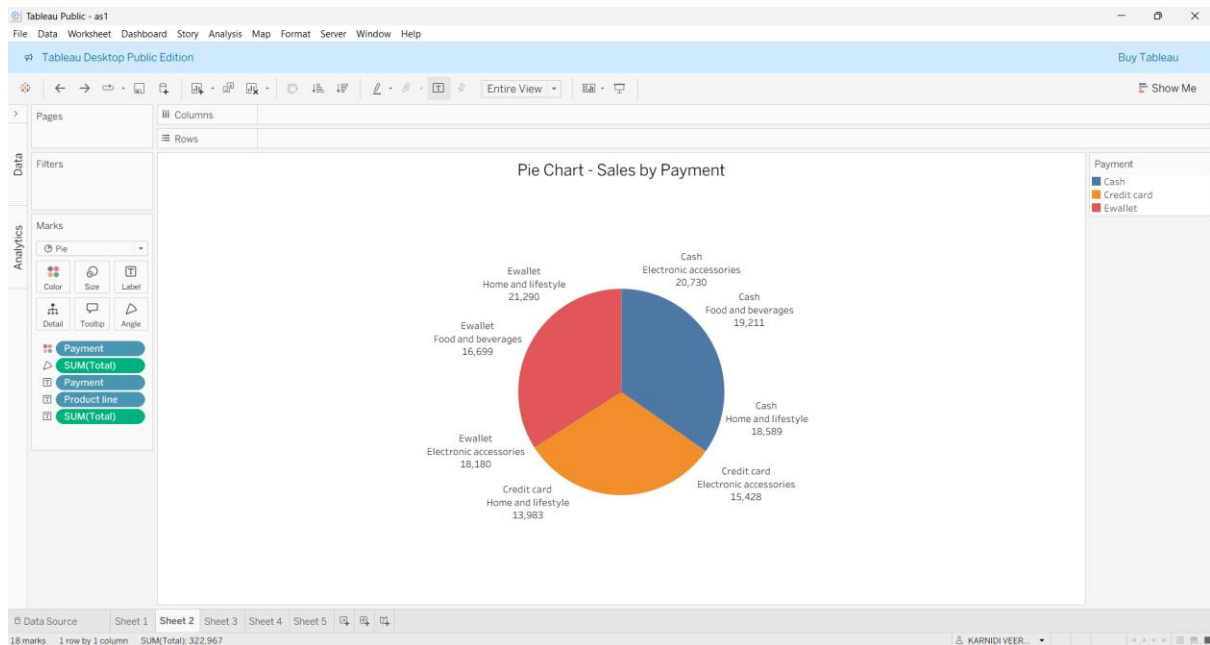 Tableau Public - as1
File Data Worksheet Dashboard Story Analysis Map Format Server Window Help
Tableau Desktop Public Edition
Buy Tableau
Entire View
Show Me
Pages
Columns
Rows
Data
Analytics
Filters
Marks
Pie
Color Size Label
Detail Tooltip Angle
Payment
SUM(Total)
Payment
Product line
SUM(Total)
Pie Chart - Sales by Payment
Cash
Electronic accessories
20,730
Cash
Food and beverages
19,211
Cash
Home and lifestyle
18,589
Credit card
Electronic accessories
15,428
Credit card
Home and lifestyle
13,983
Ewallet
Electronic accessories
18,180
Ewallet
Food and beverages
16,699
Ewallet
Home and lifestyle
21,290
Payment
Cash
Credit card
Ewallet
Data Source Sheet 1 Sheet 2 Sheet 3 Sheet 4 Sheet 5
18 marks 1 row by 1 column SUM(Total): 322,967
KARNIDI VEER...